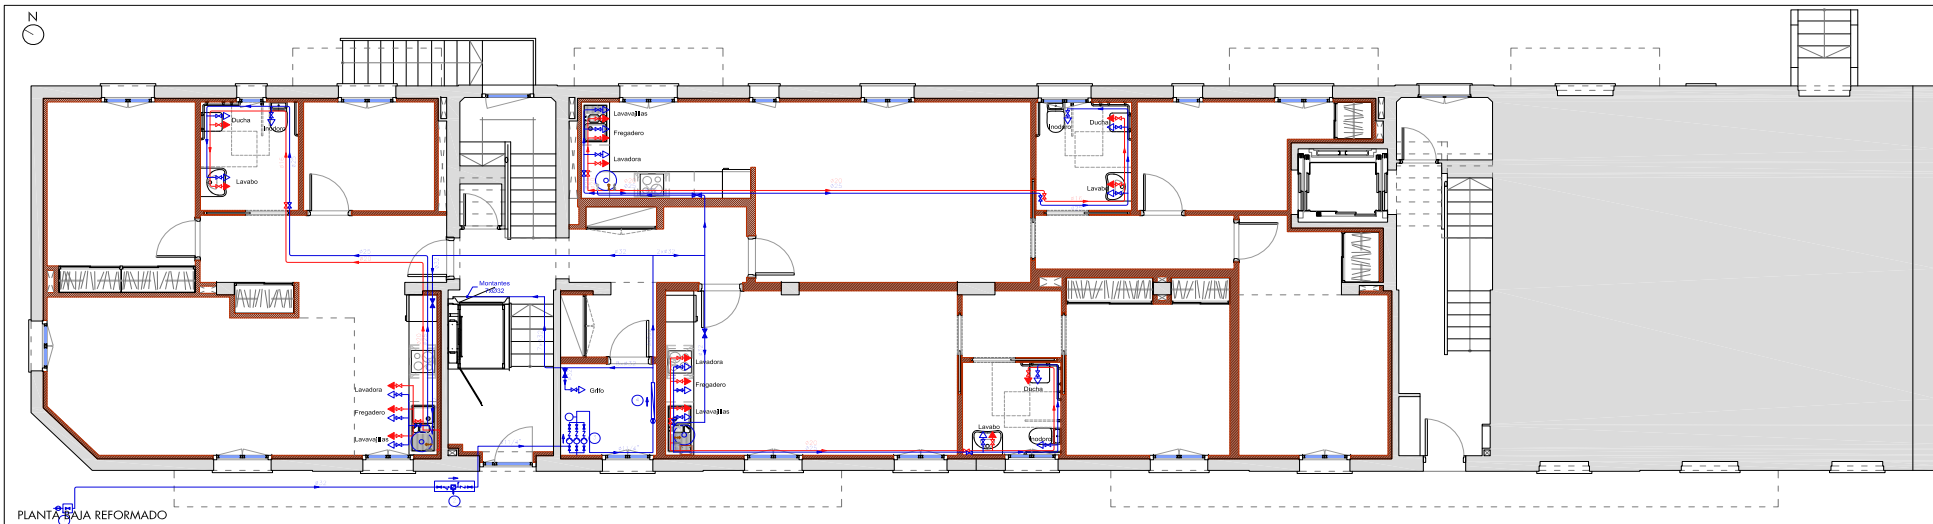 N
Ducha
Inodoro
Lavabo
Lavavajillas
Fregadero
Lavadora
Inodoro
Ducha
Lavabo
Montantes
Lavadora
Fregadero
Lavavajillas
Grifo
Lavadora
Fregadero
Lavavajillas
Ducha
Lavabo
Inodoro
PLANTA BAJA REFORMADO